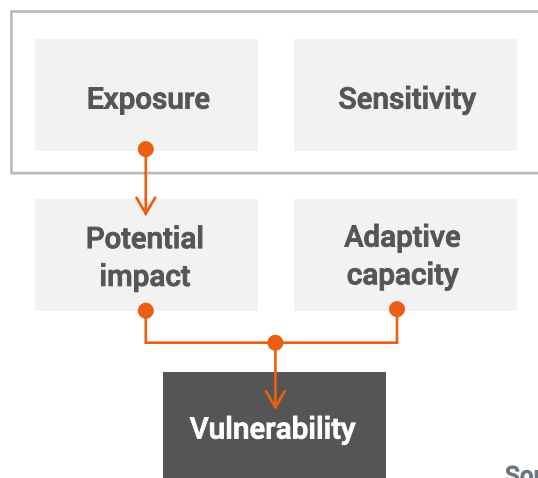 Exposure
Sensitivity
Potential
impact
Adaptive
capacity
Vulnerability